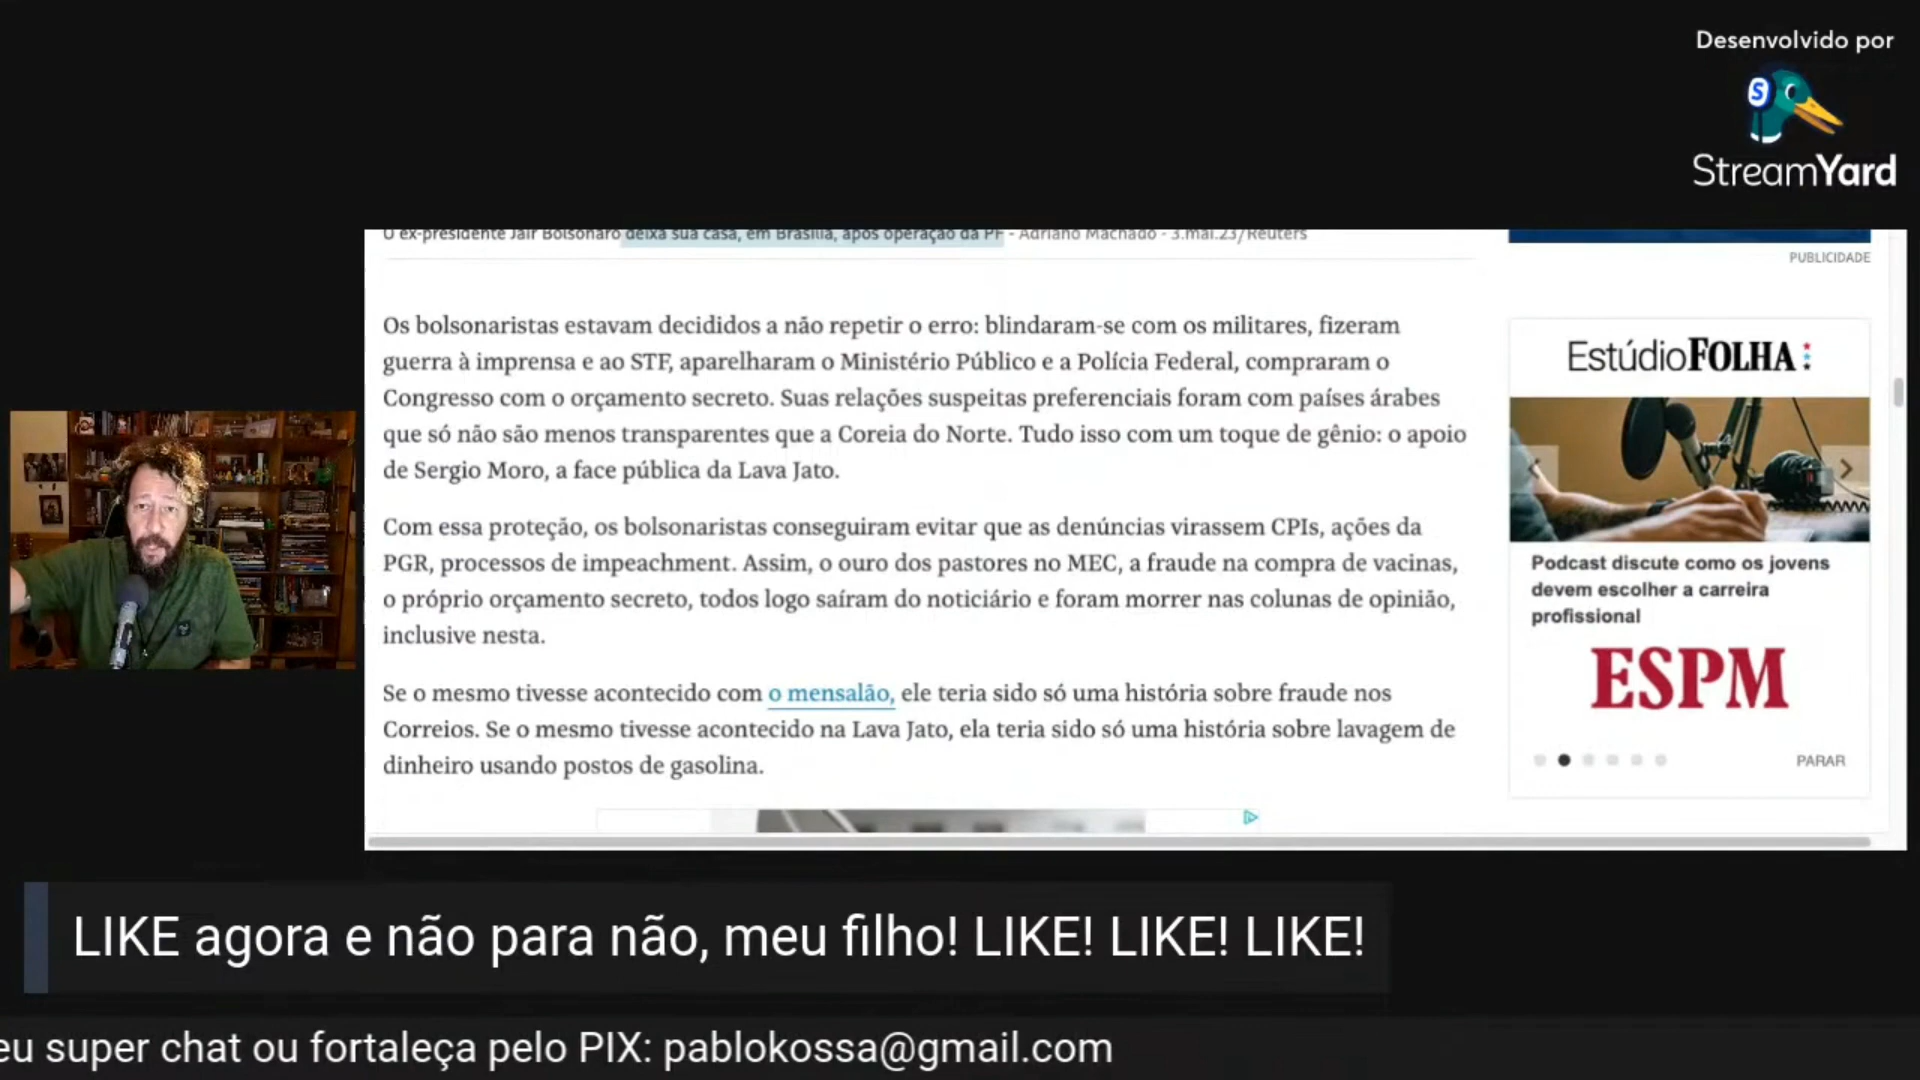 Desenvolvido por
StreamYard
O ex-presidente Jair Bolsonaro deixa sua casa, em Brasília, após operação da PF - Adriano Machado - 3.mai.23/Reuters
PUBLICIDADE
Os bolsonaristas estavam decididos a não repetir o erro: blindaram-se com os militares, fizeram
guerra à imprensa e ao STF, aparelharam o Ministério Público e a Polícia Federal, compraram o
Congresso com o orçamento secreto. Suas relações suspeitas preferenciais foram com países árabes
que só não são menos transparentes que a Coreia do Norte. Tudo isso com um toque de gênio: o apoio
de Sergio Moro, a face pública da Lava Jato.
Com essa proteção, os bolsonaristas conseguiram evitar que as denúncias virassem CPIs, ações da
PGR, processos de impeachment. Assim, o ouro dos pastores no MEC, a fraude na compra de vacinas,
o próprio orçamento secreto, todos logo saíram do noticiário e foram morrer nas colunas de opinião,
inclusive nesta.
Se o mesmo tivesse acontecido com o mensalão, ele teria sido só uma história sobre fraude nos
Correios. Se o mesmo tivesse acontecido na Lava Jato, ela teria sido só uma história sobre lavagem de
dinheiro usando postos de gasolina.
EstúdioFOLHA
Podcast discute como os jovens
devem escolher a carreira
profissional
ESPM
PARAR
LIKE agora e não para não, meu filho! LIKE! LIKE! LIKE!
eu super chat ou fortaleça pelo PIX: pablokossa@gmail.com